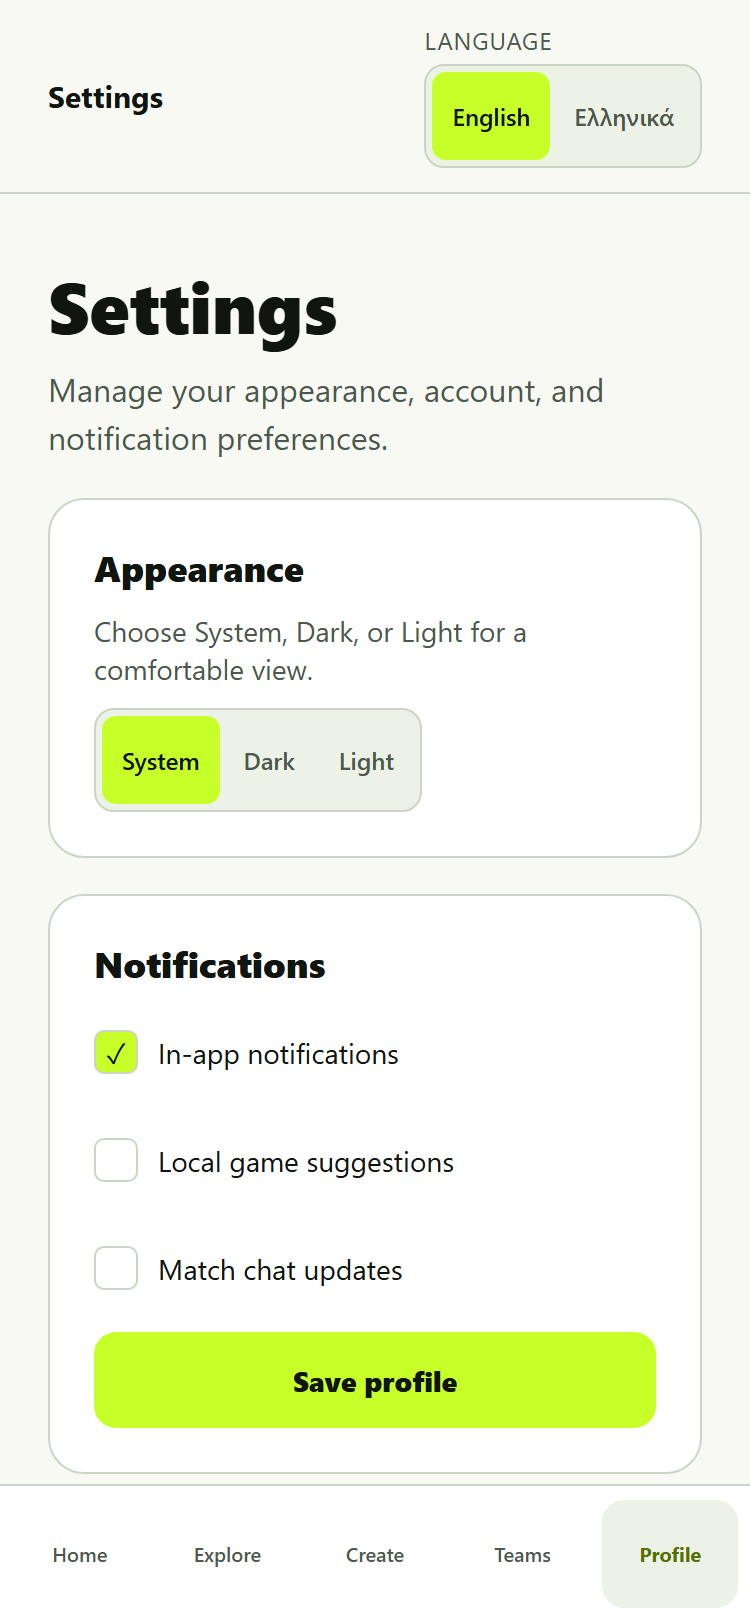 LANGUAGE
Settings
English
Ελληνικά
Settings
Manage your appearance, account, and
notification preferences.
Appearance
Choose System, Dark, or Light for a
comfortable view.
System
Dark
Light
Notifications
✓ In-app notifications
Local game suggestions
Match chat updates
Save profile
Home
Explore
Create
Teams
Profile